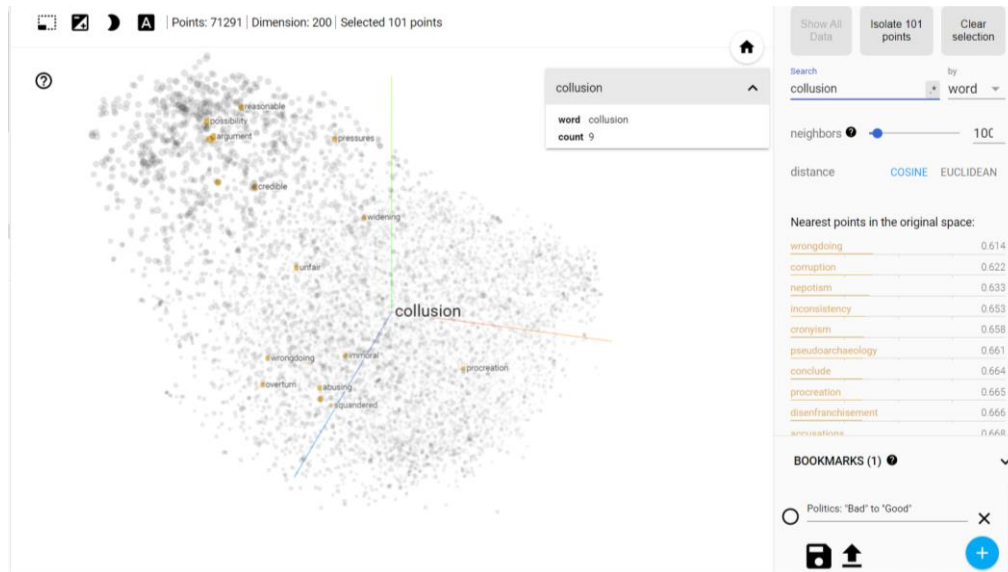 A
Points: 71291 | Dimension: 200 | Selected 101 points
Show All
Data
Isolate 101
points
Clear
selection
Search
collusion
.*
by
word
neighbors
100
distance
COSINE
EUCLIDEAN
Nearest points in the original space:
wrongdoing 0.614
corruption 0.622
nepotism 0.633
inconsistency 0.653
cronyism 0.658
pseudoarchaeology 0.661
conclude 0.664
procreation 0.665
disenfranchisement 0.666
accusations 0.668
BOOKMARKS (1)
Politics: "Bad" to "Good"
collusion
word collusion
count 9
reasonable
possibility
argument
pressures
credible
widening
unfair
collusion
wrongdoing
immoral
procreation
overturn
abusing
squandered